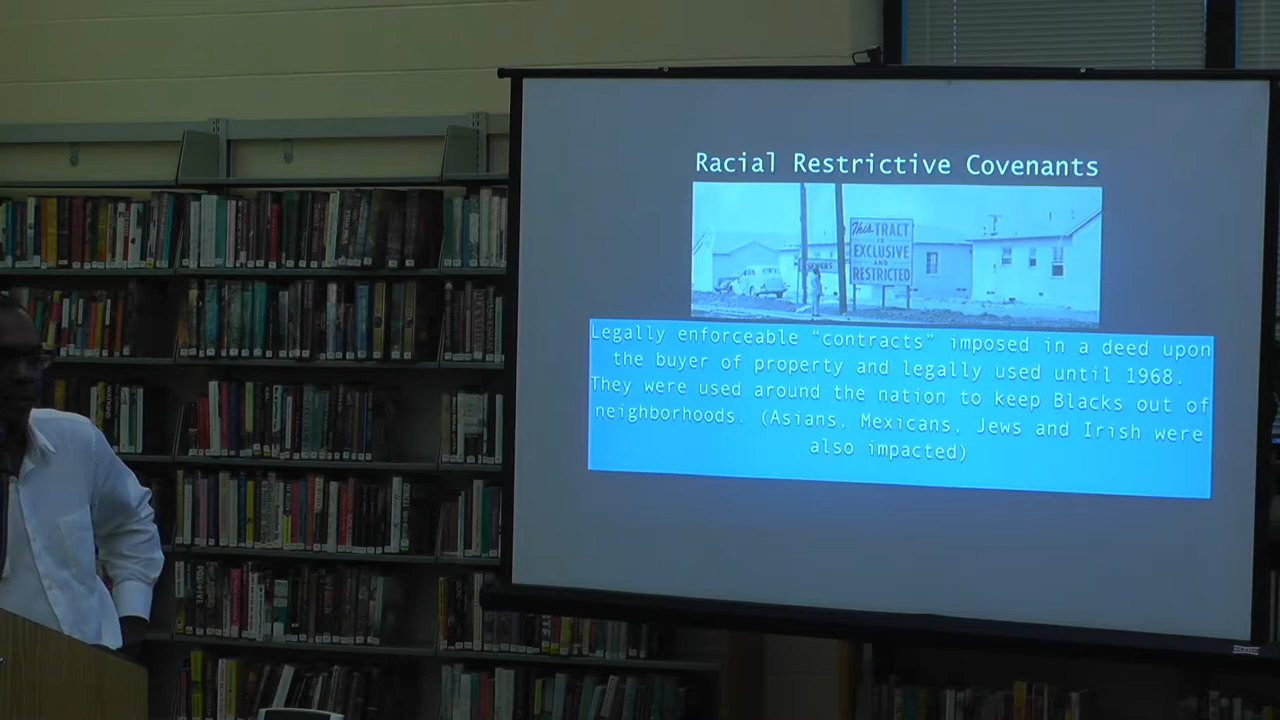 Racial Restrictive Covenants
This TRACT
IS
EXCLUSIVE
AND
RESTRICTED
Legally enforceable “contracts” imposed in a deed upon
the buyer of property and legally used until 1968.
They were used around the nation to keep Blacks out of
neighborhoods. (Asians, Mexicans, Jews and Irish were
also impacted)